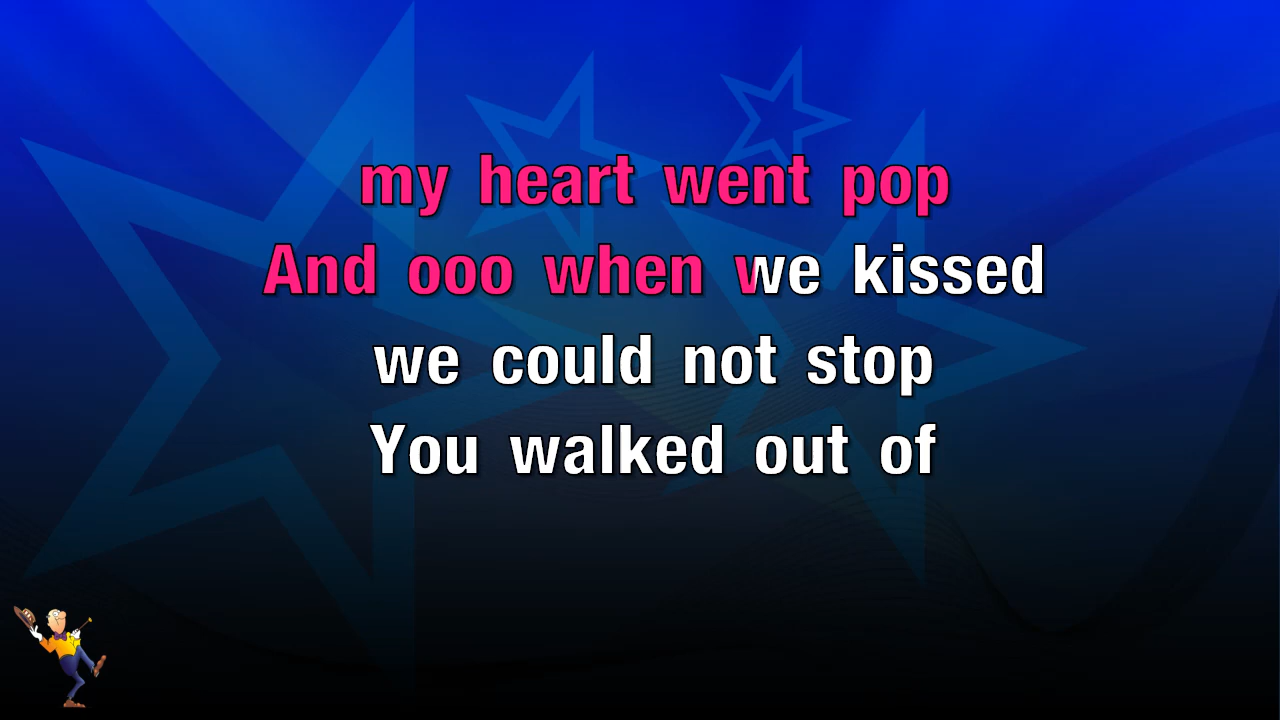 my heart went pop
And ooo when we kissed
we could not stop
You walked out of